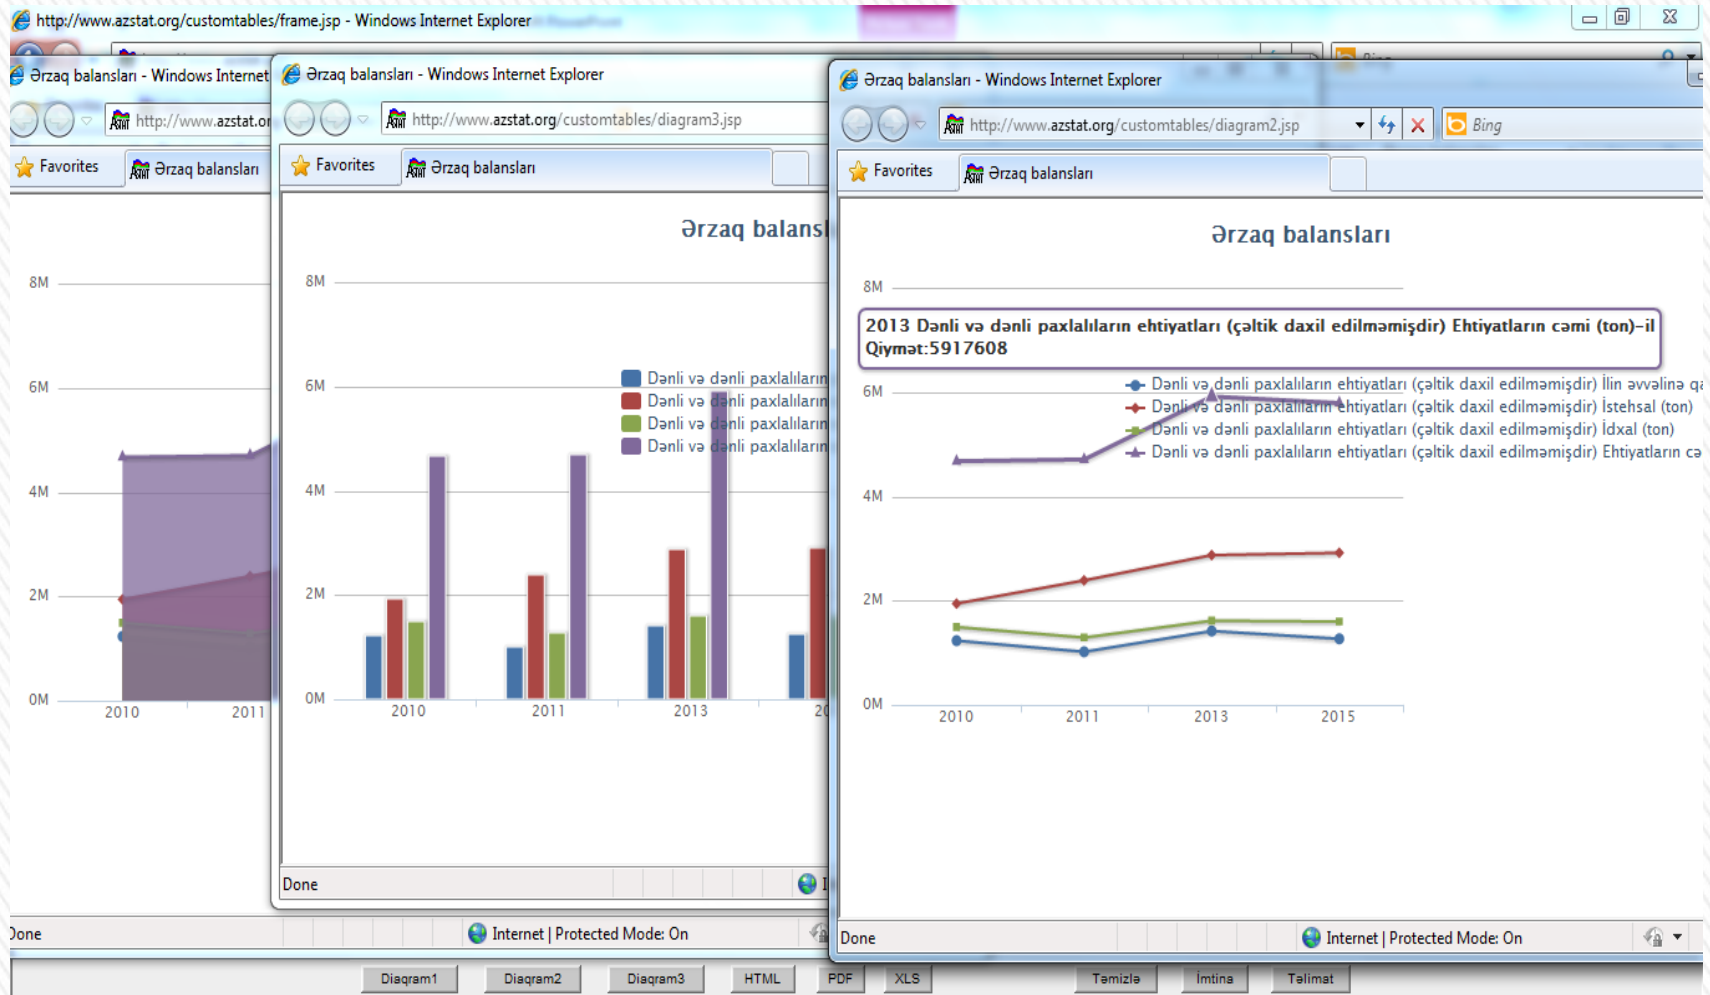 http://www.azstat.org/customtables/frame.jsp - Windows Internet Explorer
Bing
Ərzaq balansları - Windows Internet
http://www.azstat.or
Favorites
Ərzaq balansları
8M
6M
4M
2M
0M
2010
2011
Done
Internet | Protected Mode: On
Ərzaq balansları - Windows Internet Explorer
http://www.azstat.org/customtables/diagram3.jsp
Favorites
Ərzaq balansları
Ərzaq balansl
8M
6M
4M
2M
0M
Dənli və dənli paxlalıların
Dənli və dənli paxlalıların
Dənli və dənli paxlalıların
Dənli və dənli paxlalıların
2010
2011
2013
20
Done
Ərzaq balansları - Windows Internet Explorer
http://www.azstat.org/customtables/diagram2.jsp
Bing
Favorites
Ərzaq balansları
Ərzaq balansları
8M
2013 Dənli və dənli paxlalıların ehtiyatları (çəltik daxil edilməmişdir) Ehtiyatların cəmi (ton)-il
Qiymət:5917608
6M
Dənli və dənli paxlalıların ehtiyatları (çəltik daxil edilməmişdir) İlin əvvəlinə qa
Dənli və dənli paxlalıların ehtiyatları (çəltik daxil edilməmişdir) İstehsal (ton)
Dənli və dənli paxlalıların ehtiyatları (çəltik daxil edilməmişdir) İdxal (ton)
Dənli və dənli paxlalıların ehtiyatları (çəltik daxil edilməmişdir) Ehtiyatların cə
4M
2M
0M
2010
2011
2013
2015
Done
Internet | Protected Mode: On
Diaqram1
Diaqram2
Diaqram3
HTML
PDF
XLS
Təmizlə
İmtina
Təlimat